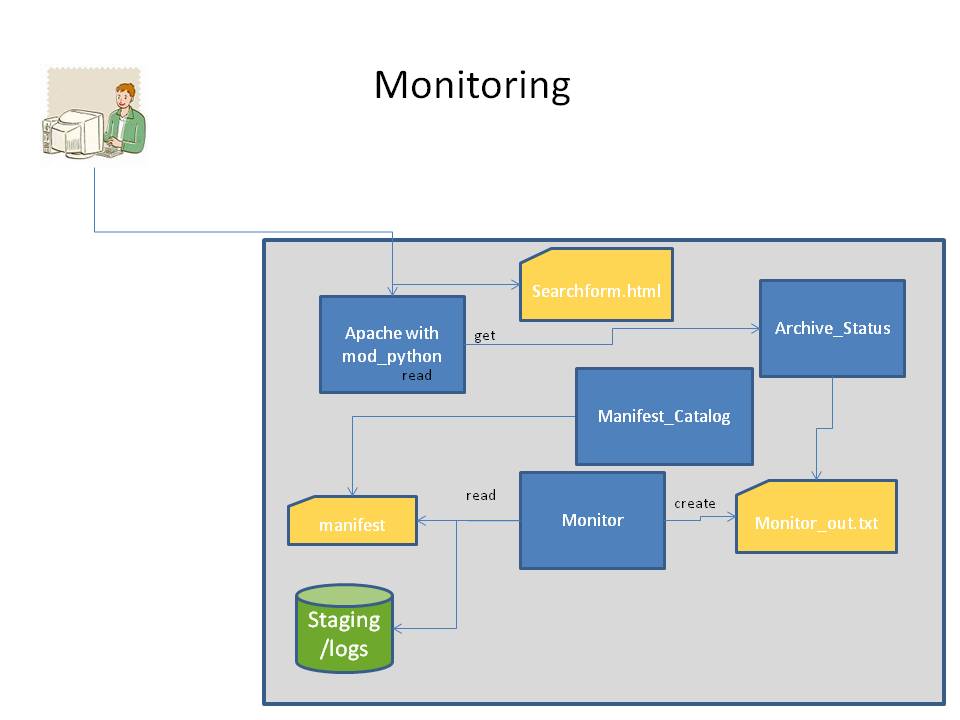 Monitoring
Searchform.html
Archive_Status
Apache with
mod_python
get
read
Manifest_Catalog
read
create
manifest
Monitor
Monitor_out.txt
Staging
/logs